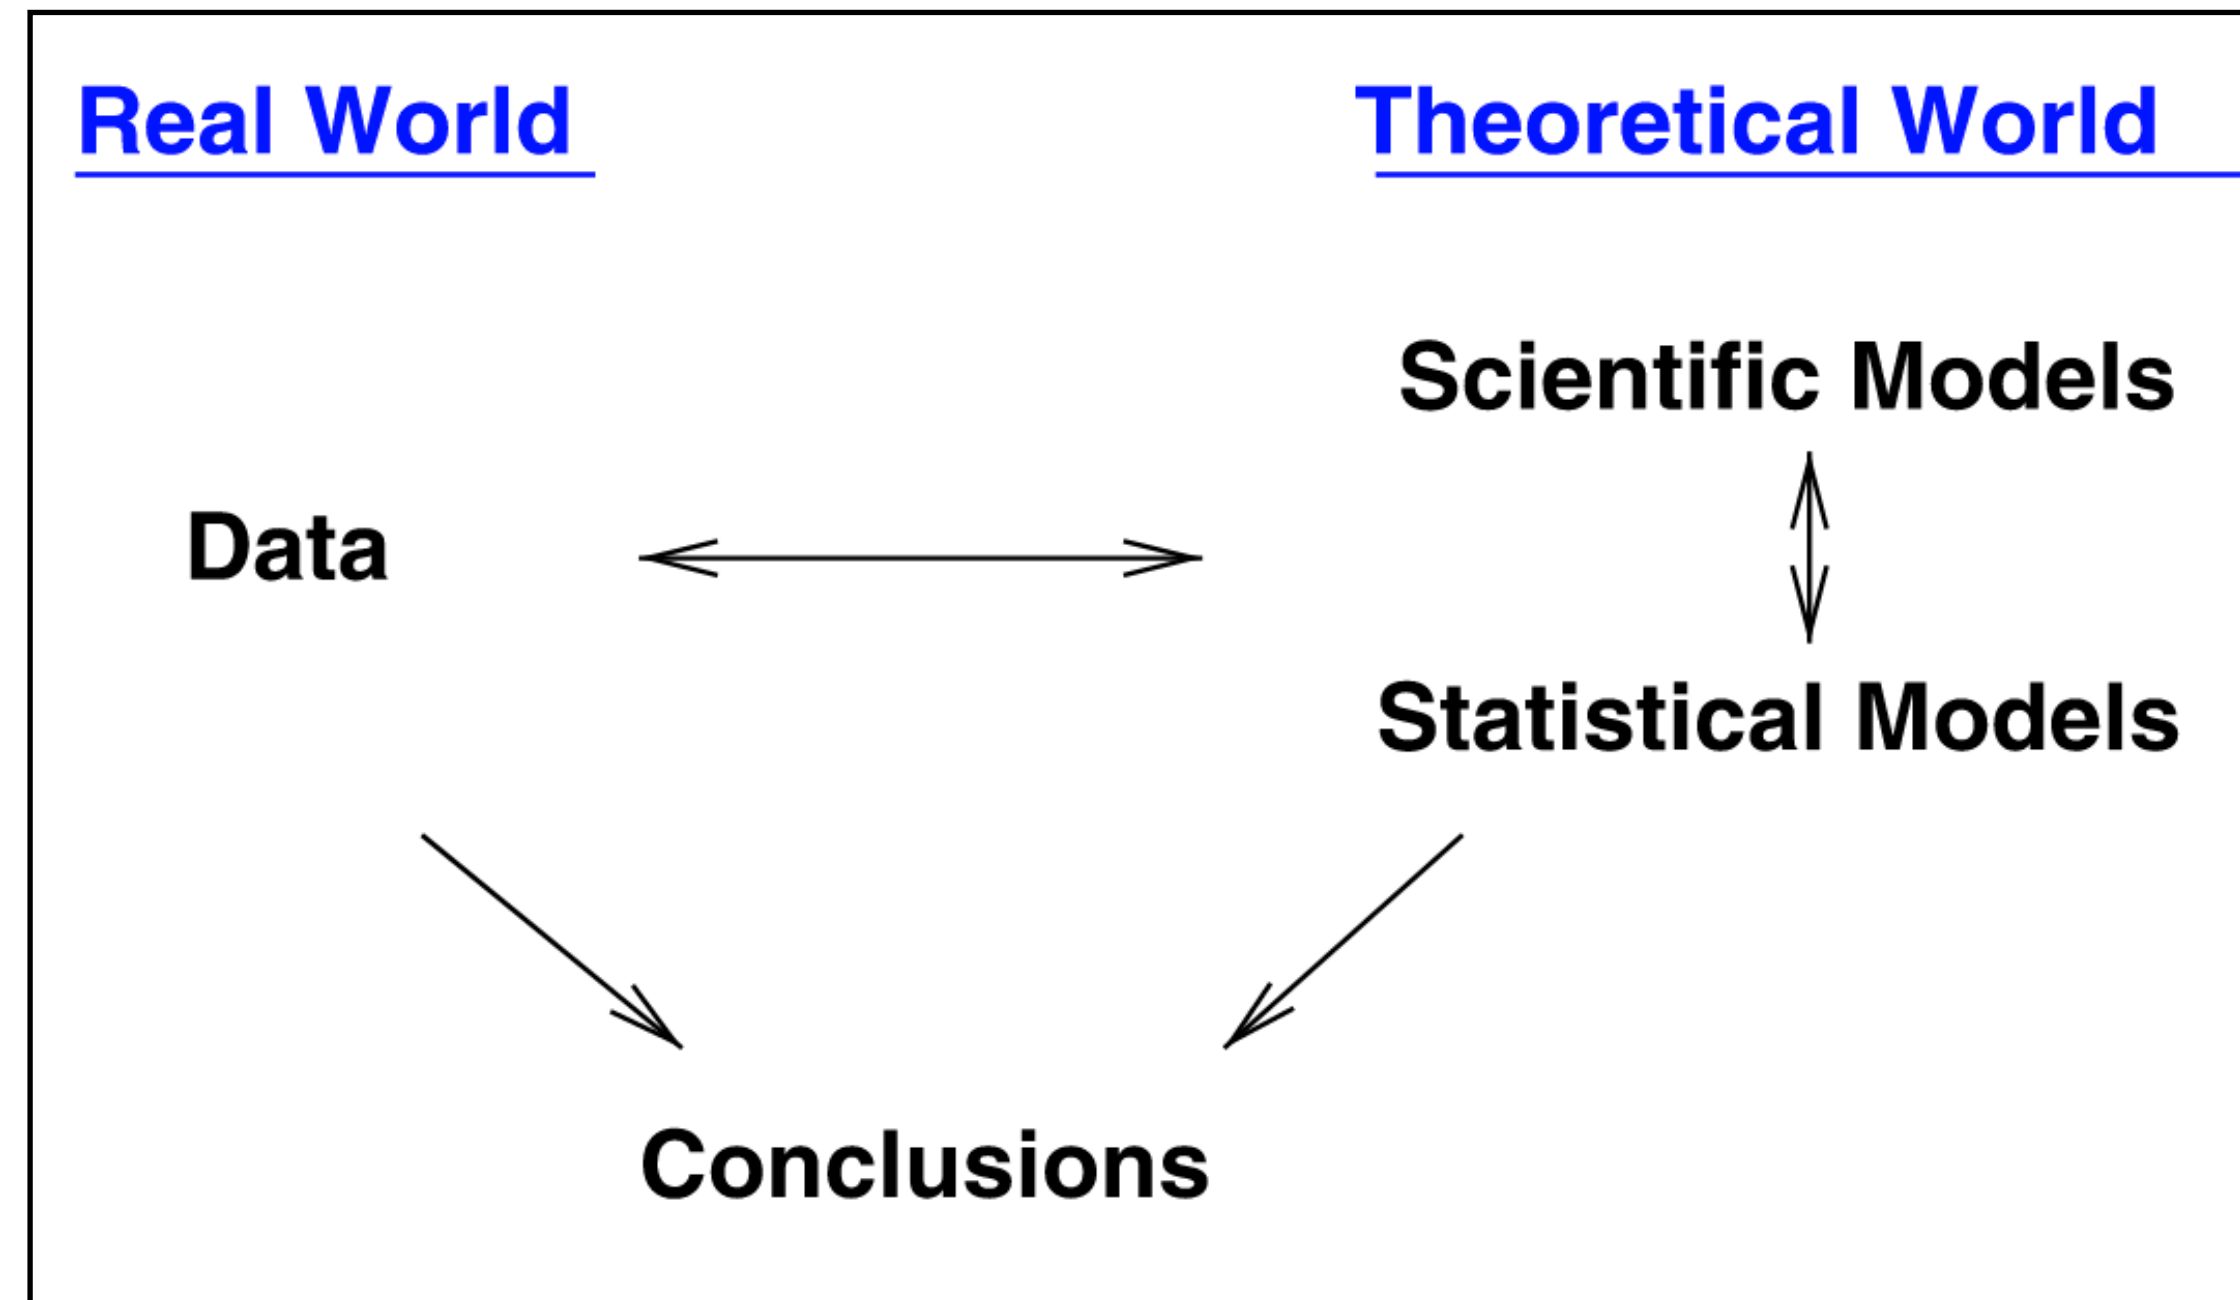 Real World
Theoretical World
Scientific Models
Data
Statistical Models
Conclusions